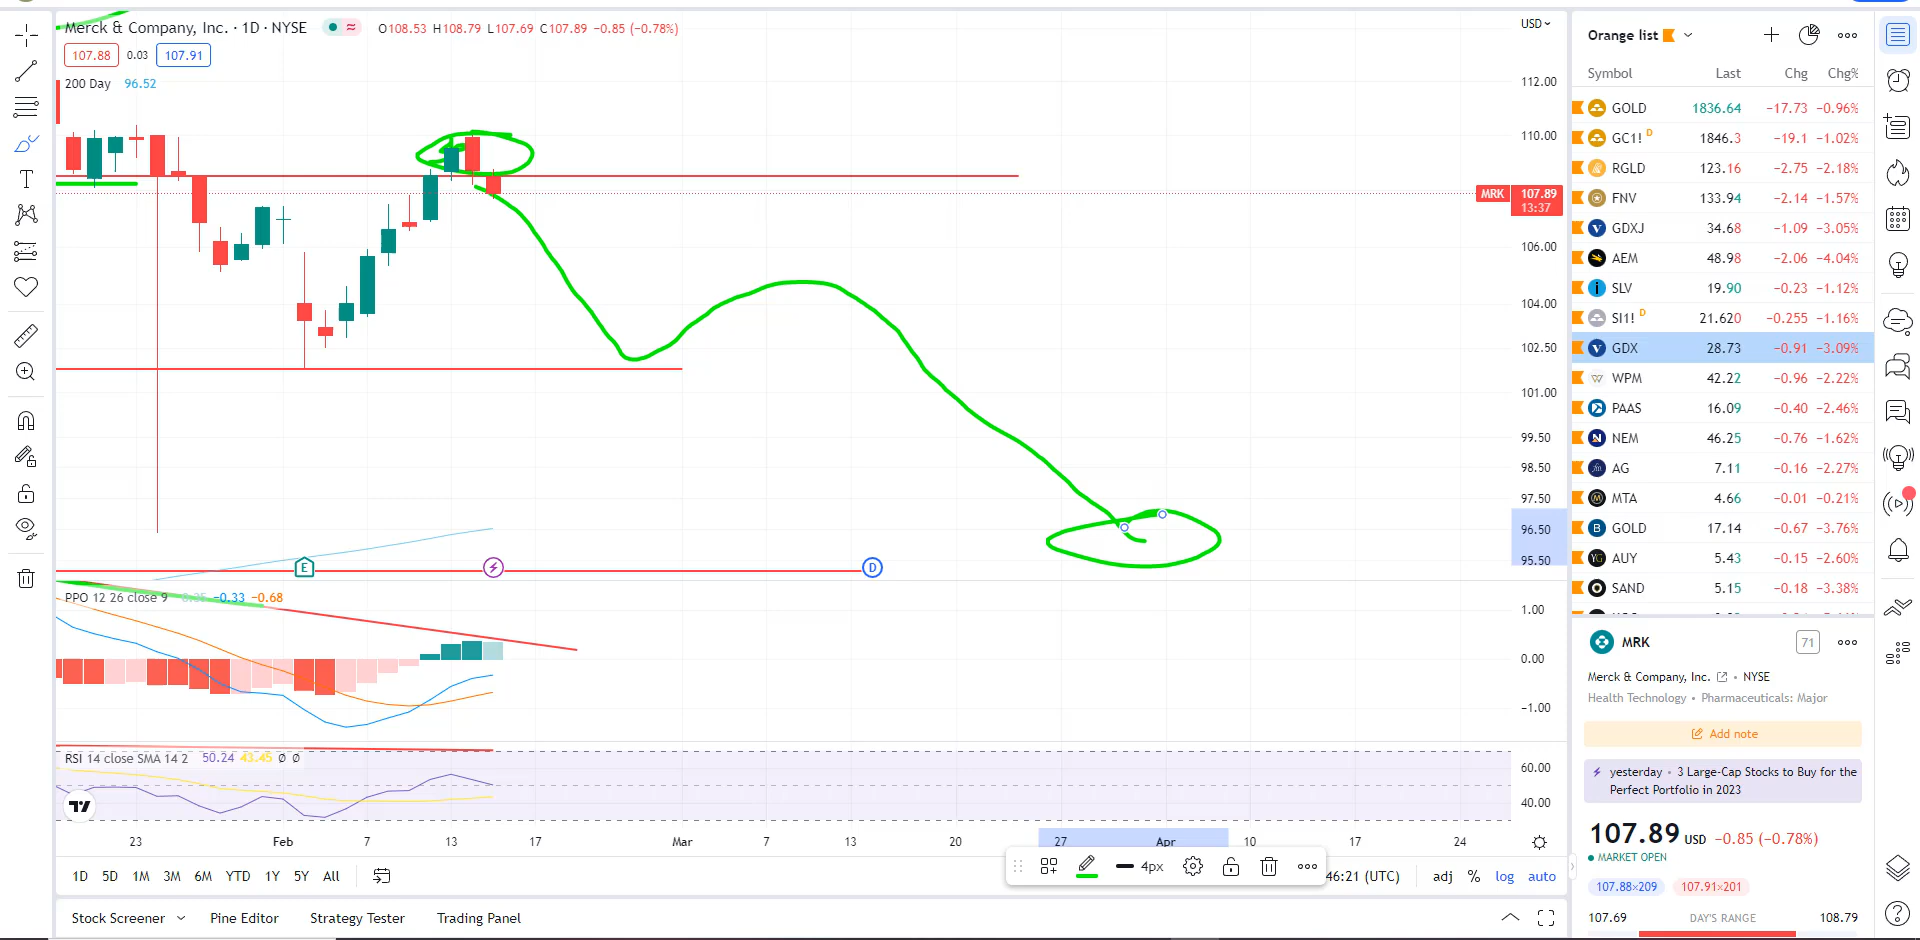 Merck & Company, Inc. · 1D · NYSE O108.53 H108.79 L107.69 C107.89 −0.85 (−0.78%)
107.88 0.03 107.91
200 Day 96.52
USD
112.00
110.00
MRK 107.89
13:37
106.00
104.00
102.50
101.00
99.50
98.50
97.50
96.50
95.50
E D
PPO 12 26 close 9 −0.33 −0.68
1.00
0.00
−1.00
RSI 14 close SMA 14 2 50.24 43.45 Ø Ø
60.00
40.00
23 Feb 7 13 17 Mar 7 13 20 27 Apr 10 17 24
4px
1D 5D 1M 3M 6M YTD 1Y 5Y All 46:21 (UTC) adj % log auto
Stock Screener Pine Editor Strategy Tester Trading Panel
Orange list
Symbol Last Chg Chg%
GOLD 1836.64 −17.73 −0.96%
GC1! D 1846.3 −19.1 −1.02%
RGLD 123.16 −2.75 −2.18%
FNV 133.94 −2.14 −1.57%
GDXJ 34.68 −1.09 −3.05%
AEM 48.98 −2.06 −4.04%
SLV 19.90 −0.23 −1.12%
SI1! D 21.620 −0.255 −1.16%
GDX 28.73 −0.91 −3.09%
WPM 42.22 −0.96 −2.22%
PAAS 16.09 −0.40 −2.46%
NEM 46.25 −0.76 −1.62%
AG 7.11 −0.16 −2.27%
MTA 4.66 −0.01 −0.21%
GOLD 17.14 −0.67 −3.76%
AUY 5.43 −0.15 −2.60%
SAND 5.15 −0.18 −3.38%
MRK 71
Merck & Company, Inc. • NYSE
Health Technology • Pharmaceuticals: Major
Add note
yesterday • 3 Large-Cap Stocks to Buy for the
Perfect Portfolio in 2023
107.89 USD −0.85 (−0.78%)
MARKET OPEN
107.88×209 107.91×201
107.69 DAY'S RANGE 108.79